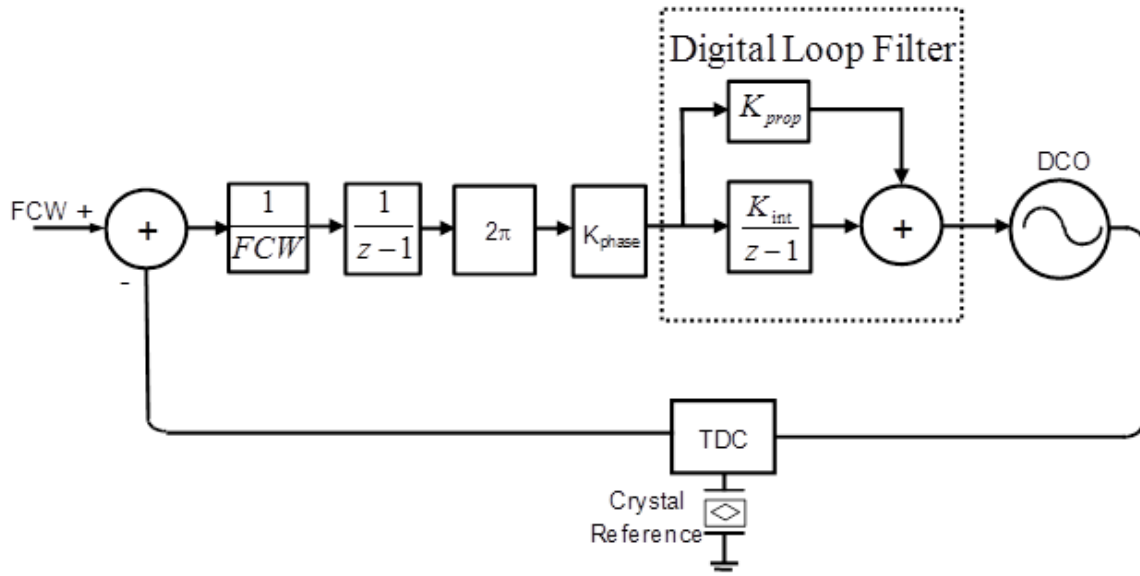 Digital Loop Filter
K_prop
DCO
FCW +
+
1
FCW
1
z − 1
2π
K_phase
K_int
z − 1
+
-
TDC
Crystal
Reference